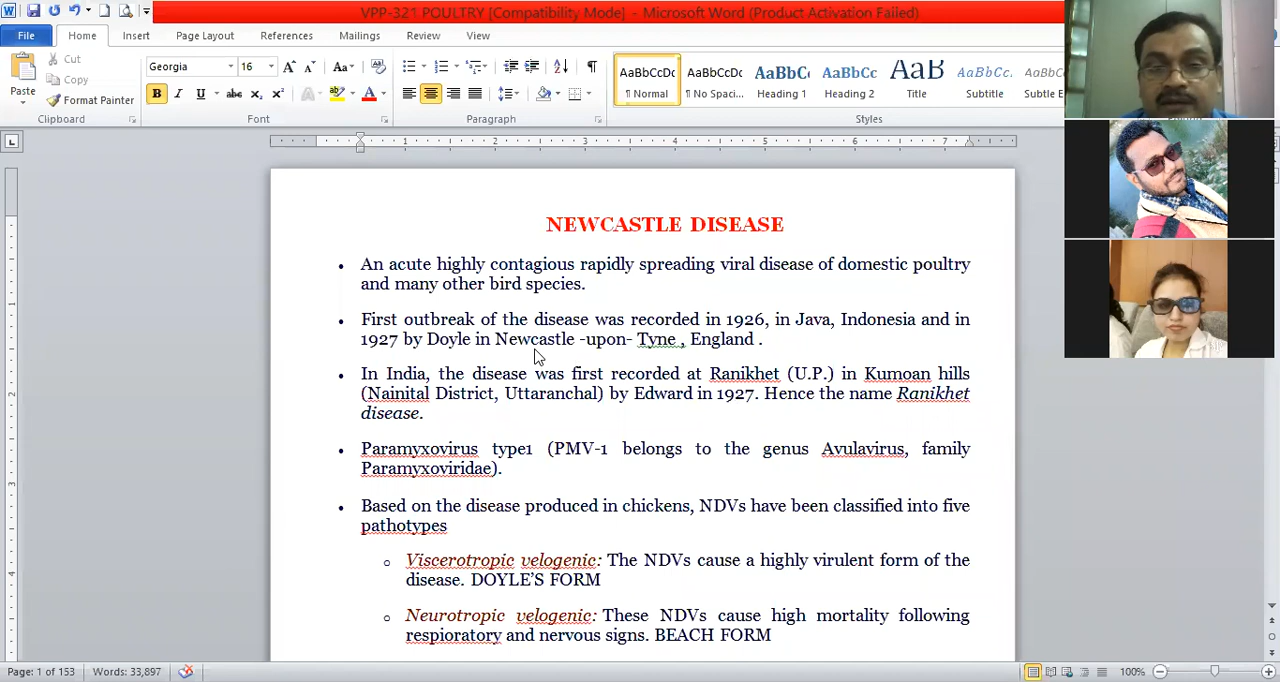 VPP-321 POULTRY [Compatibility Mode] - Microsoft Word (Product Activation Failed)
File Home Insert Page Layout References Mailings Review View
Paste
Cut
Copy
Format Painter
Clipboard
Georgia 16
Font
Paragraph
AaBbCcDc AaBbCcDc AaBbC AaBbCc AaB AaBbCcL
¶ Normal ¶ No Spaci... Heading 1 Heading 2 Title Subtitle Subtle E
Styles
NEWCASTLE DISEASE
• An acute highly contagious rapidly spreading viral disease of domestic poultry
and many other bird species.
• First outbreak of the disease was recorded in 1926, in Java, Indonesia and in
1927 by Doyle in Newcastle -upon- Tyne , England .
• In India, the disease was first recorded at Ranikhet (U.P.) in Kumoan hills
(Nainital District, Uttaranchal) by Edward in 1927. Hence the name Ranikhet
disease.
• Paramyxovirus type1 (PMV-1 belongs to the genus Avulavirus, family
Paramyxoviridae).
• Based on the disease produced in chickens, NDVs have been classified into five
pathotypes
o Viscerotropic velogenic: The NDVs cause a highly virulent form of the
disease. DOYLE'S FORM
o Neurotropic velogenic: These NDVs cause high mortality following
respioratory and nervous signs. BEACH FORM
Page: 1 of 153 Words: 33,897 100%